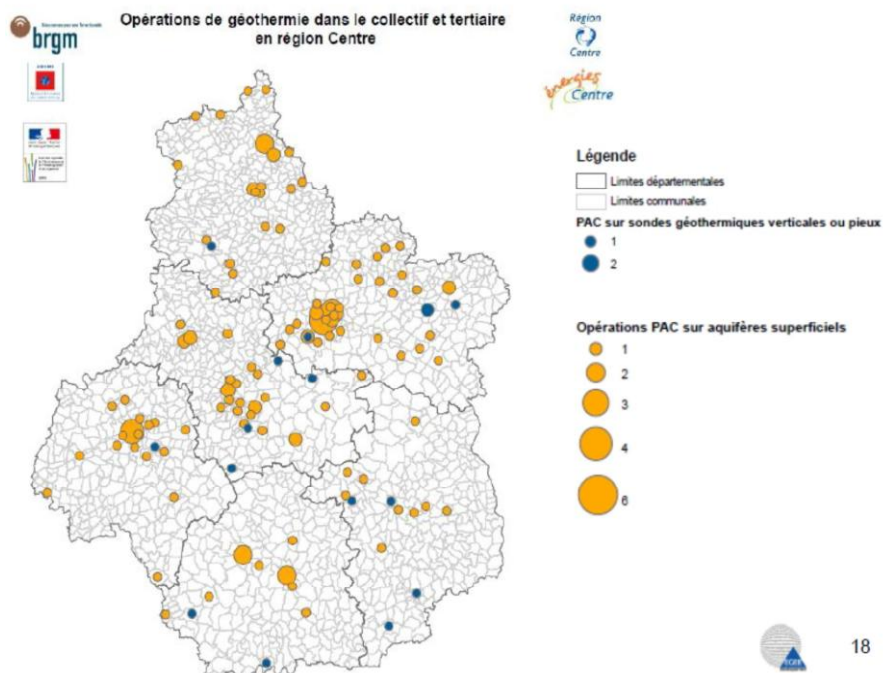 Opérations de géothermie dans le collectif et tertiaire
en région Centre
brgm
Région
Centre
énergies
Centre
Légende
Limites départementales
Limites communales
PAC sur sondes géothermiques verticales ou pieux
1
2
Opérations PAC sur aquifères superficiels
1
2
3
4
6
18